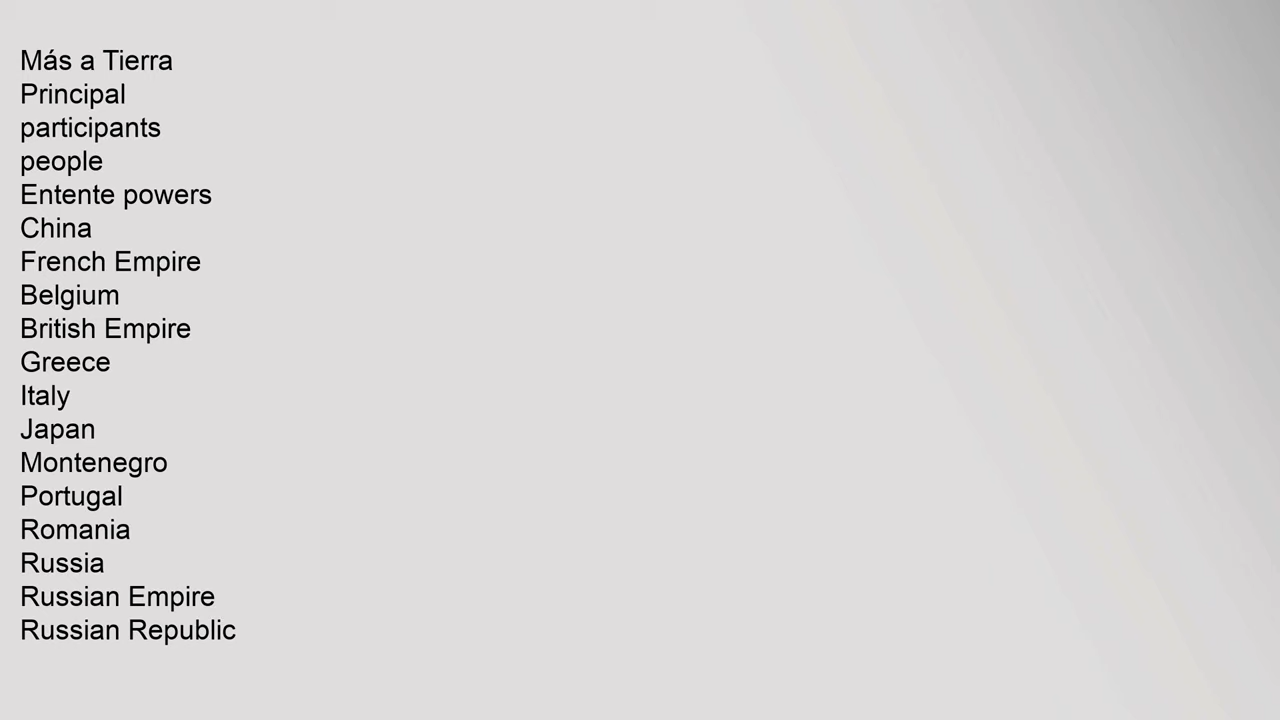 Más a Tierra
Principal
participants
people
Entente powers
China
French Empire
Belgium
British Empire
Greece
Italy
Japan
Montenegro
Portugal
Romania
Russia
Russian Empire
Russian Republic